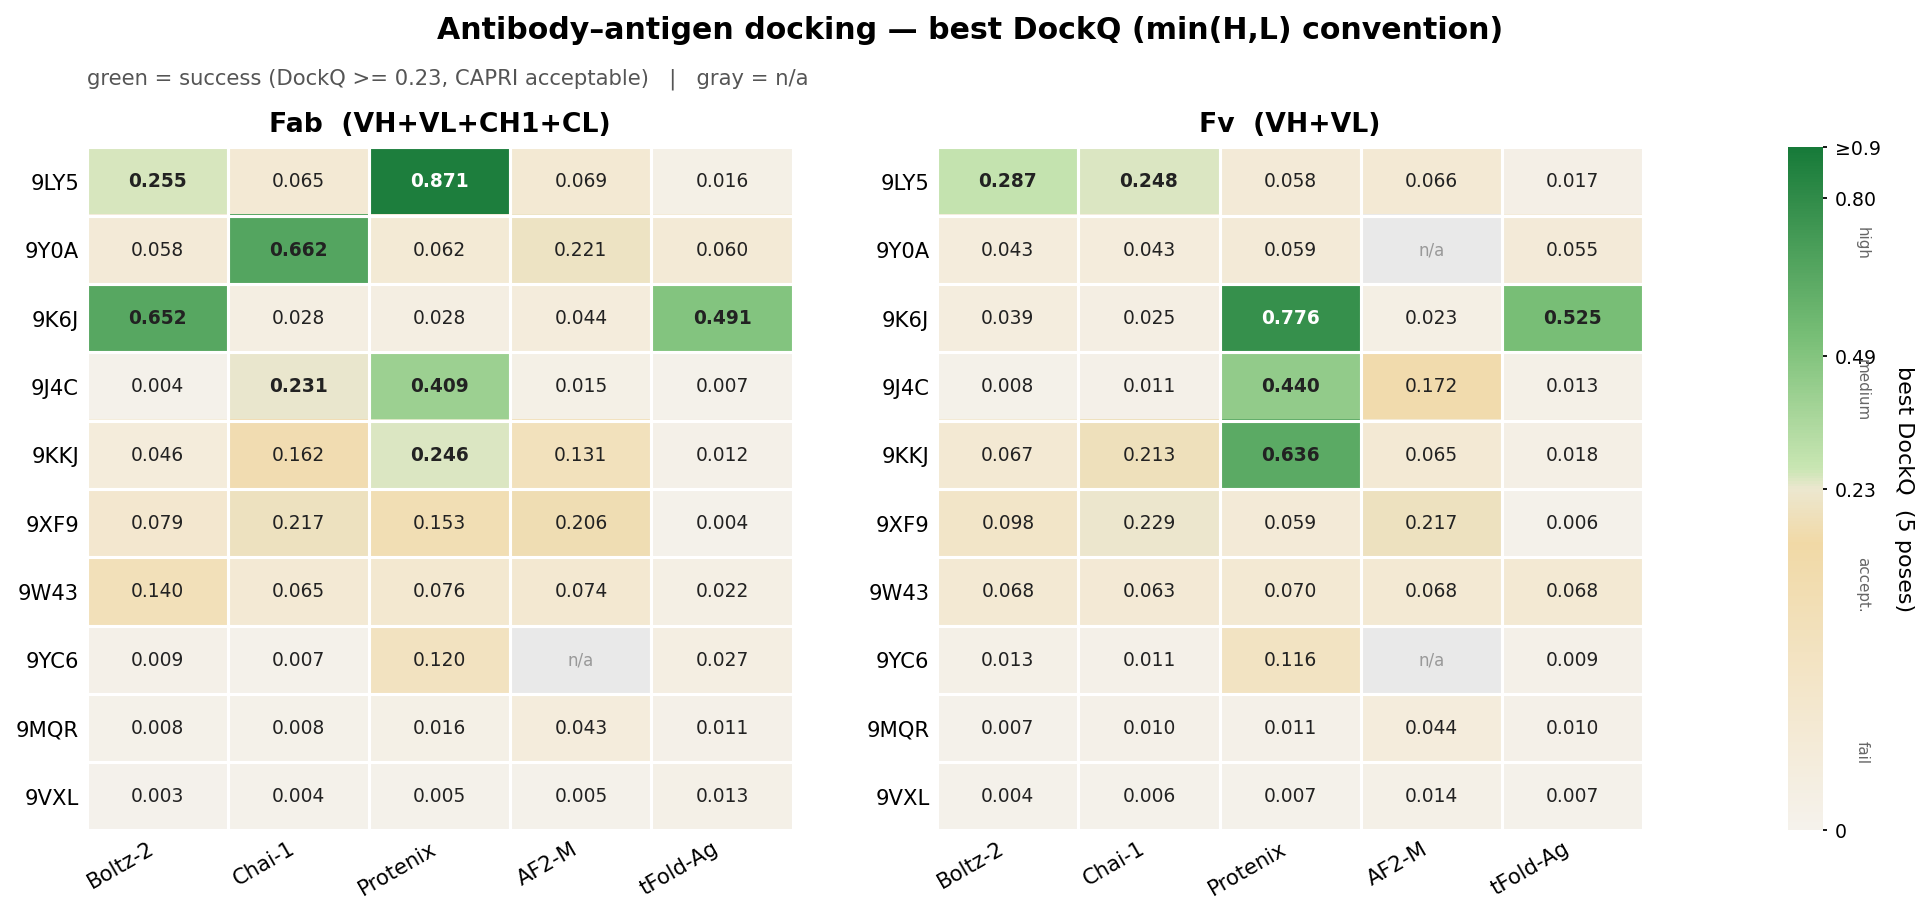 Antibody–antigen docking — best DockQ (min(H,L) convention)
green = success (DockQ >= 0.23, CAPRI acceptable)   |   gray = n/a
Fab  (VH+VL+CH1+CL)
9LY5 0.255 0.065 0.871 0.069 0.016
9Y0A 0.058 0.662 0.062 0.221 0.060
9K6J 0.652 0.028 0.028 0.044 0.491
9J4C 0.004 0.231 0.409 0.015 0.007
9KKJ 0.046 0.162 0.246 0.131 0.012
9XF9 0.079 0.217 0.153 0.206 0.004
9W43 0.140 0.065 0.076 0.074 0.022
9YC6 0.009 0.007 0.120 n/a 0.027
9MQR 0.008 0.008 0.016 0.043 0.011
9VXL 0.003 0.004 0.005 0.005 0.013
Boltz-2 Chai-1 Protenix AF2-M tFold-Ag
Fv  (VH+VL)
9LY5 0.287 0.248 0.058 0.066 0.017
9Y0A 0.043 0.043 0.059 n/a 0.055
9K6J 0.039 0.025 0.776 0.023 0.525
9J4C 0.008 0.011 0.440 0.172 0.013
9KKJ 0.067 0.213 0.636 0.065 0.018
9XF9 0.098 0.229 0.059 0.217 0.006
9W43 0.068 0.063 0.070 0.068 0.068
9YC6 0.013 0.011 0.116 n/a 0.009
9MQR 0.007 0.010 0.011 0.044 0.010
9VXL 0.004 0.006 0.007 0.014 0.007
Boltz-2 Chai-1 Protenix AF2-M tFold-Ag
≥0.9
0.80
high
0.49
medium
0.23
accept.
fail
0
best DockQ  (5 poses)